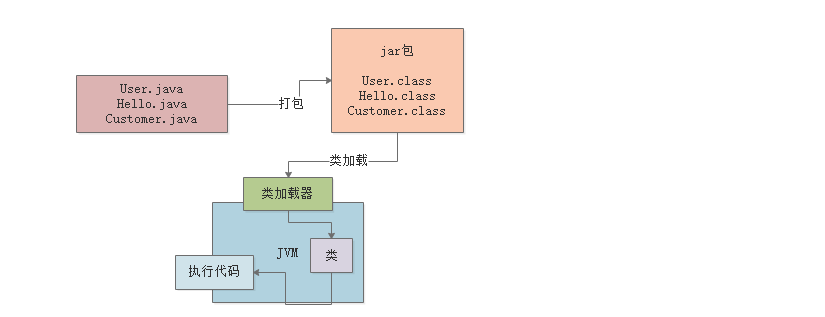 User.java
Hello.java
Customer.java
打包
jar包
User.class
Hello.class
Customer.class
类加载
类加载器
JVM
类
执行代码